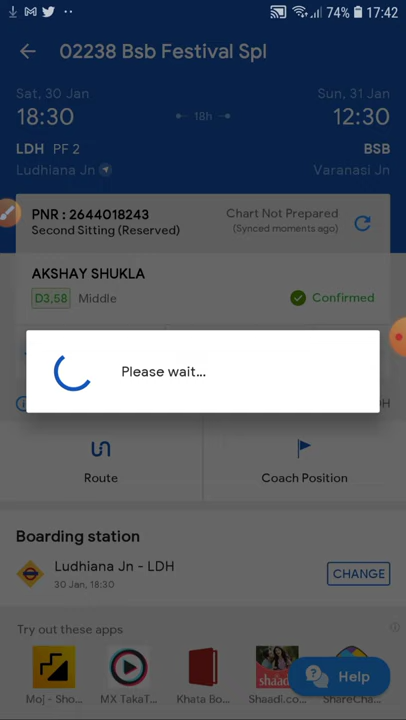 74% 17:42
02238 Bsb Festival Spl
Sat, 30 Jan
Sun, 31 Jan
18:30
18h
12:30
LDH PF 2
BSB
Ludhiana Jn
Varanasi Jn
PNR : 2644018243
Chart Not Prepared
Second Sitting (Reserved)
(Synced moments ago)
AKSHAY SHUKLA
D3,58 Middle
Confirmed
Please wait...
Route
Coach Position
Boarding station
Ludhiana Jn - LDH
CHANGE
30 Jan, 18:30
Try out these apps
Help
Moj - Sho...
MX TakaT...
Khata Bo...
Shaadi.co...
ShareCha...